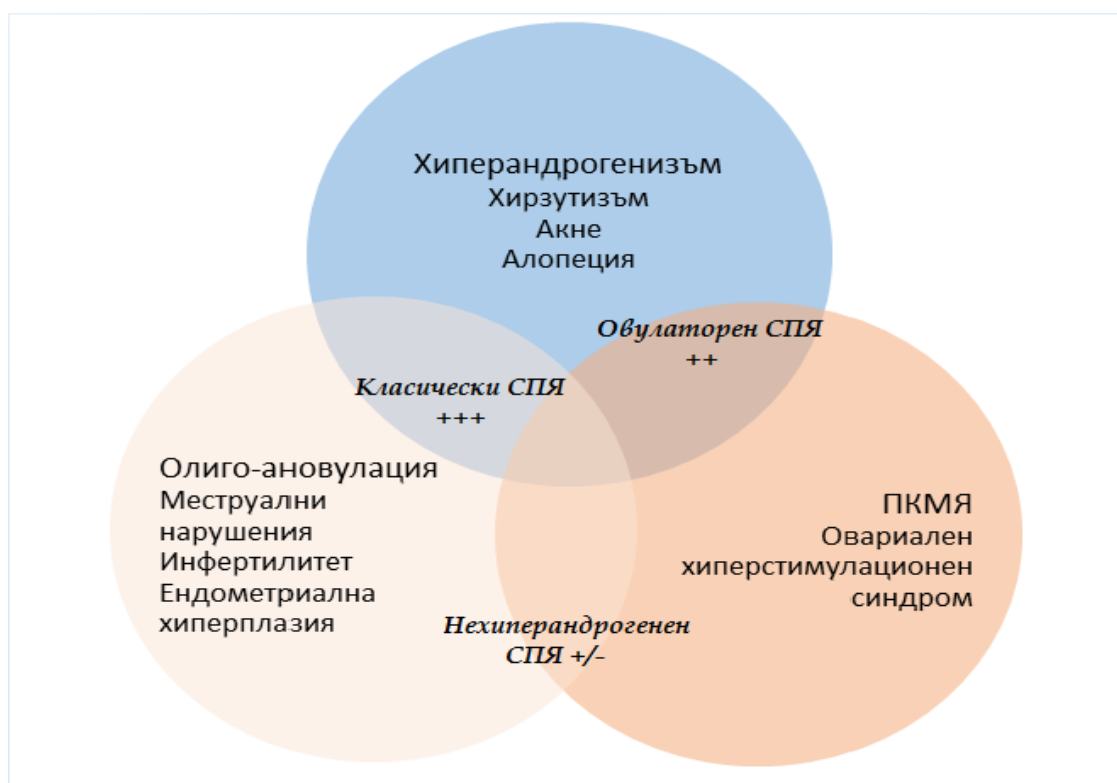 Хиперандрогенизъм
Хирзутизъм
Акне
Алопеция
Овулаторен СПЯ
++
Класически СПЯ
+++
Олиго-ановулация
Меструални
нарушения
Инфертилитет
Ендометриална
хиперплазия
ПКМЯ
Овариален
хиперстимулационен
синдром
Нехиперандрогенен
СПЯ +/-